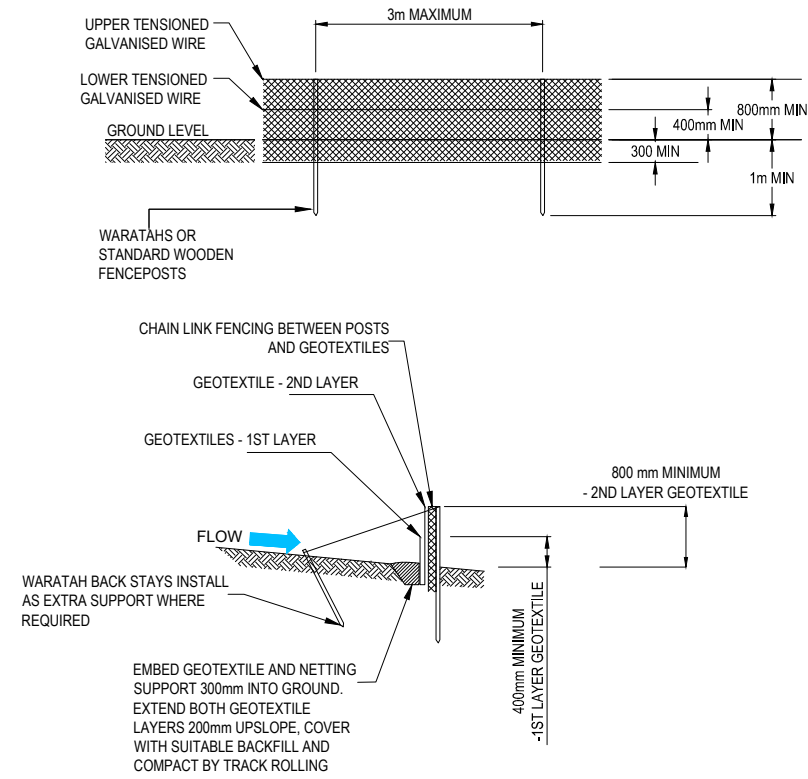 3m MAXIMUM
UPPER TENSIONED
GALVANISED WIRE
LOWER TENSIONED
GALVANISED WIRE
GROUND LEVEL
800mm MIN
400mm MIN
300 MIN
1m MIN
WARATAHS OR
STANDARD WOODEN
FENCEPOSTS
CHAIN LINK FENCING BETWEEN POSTS
AND GEOTEXTILES
GEOTEXTILE - 2ND LAYER
GEOTEXTILES - 1ST LAYER
800 mm MINIMUM
- 2ND LAYER GEOTEXTILE
FLOW
WARATAH BACK STAYS INSTALL
AS EXTRA SUPPORT WHERE
REQUIRED
400mm MINIMUM
-1ST LAYER GEOTEXTILE
EMBED GEOTEXTILE AND NETTING
SUPPORT 300mm INTO GROUND.
EXTEND BOTH GEOTEXTILE
LAYERS 200mm UPSLOPE, COVER
WITH SUITABLE BACKFILL AND
COMPACT BY TRACK ROLLING